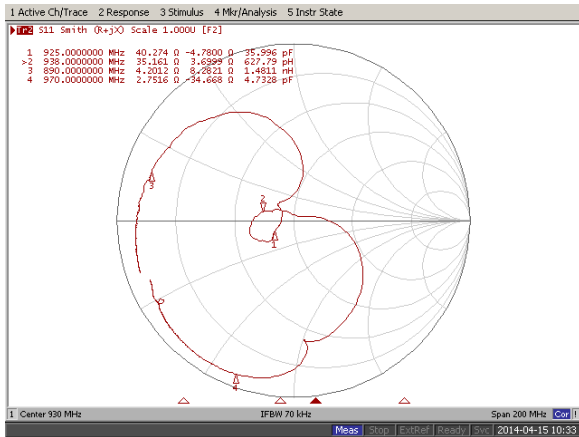 1 Active Ch/Trace 2 Response 3 Stimulus 4 Mkr/Analysis 5 Instr State
Tr2 S11 Smith (R+jX) Scale 1.000U [F2]
1 925.0000000 MHz 40.274 Ω -4.7800 Ω 35.996 pF
>2 938.0000000 MHz 35.161 Ω 3.6999 Ω 627.79 pH
3 890.0000000 MHz 4.2012 Ω 8.2821 Ω 1.4811 nH
4 970.0000000 MHz 2.7516 Ω -34.668 Ω 4.7328 pF
3
2
1
4
1 Center 930 MHz IFBW 70 kHz Span 200 MHz Cor !
Meas Stop ExtRef Ready Svc 2014-04-15 10:33